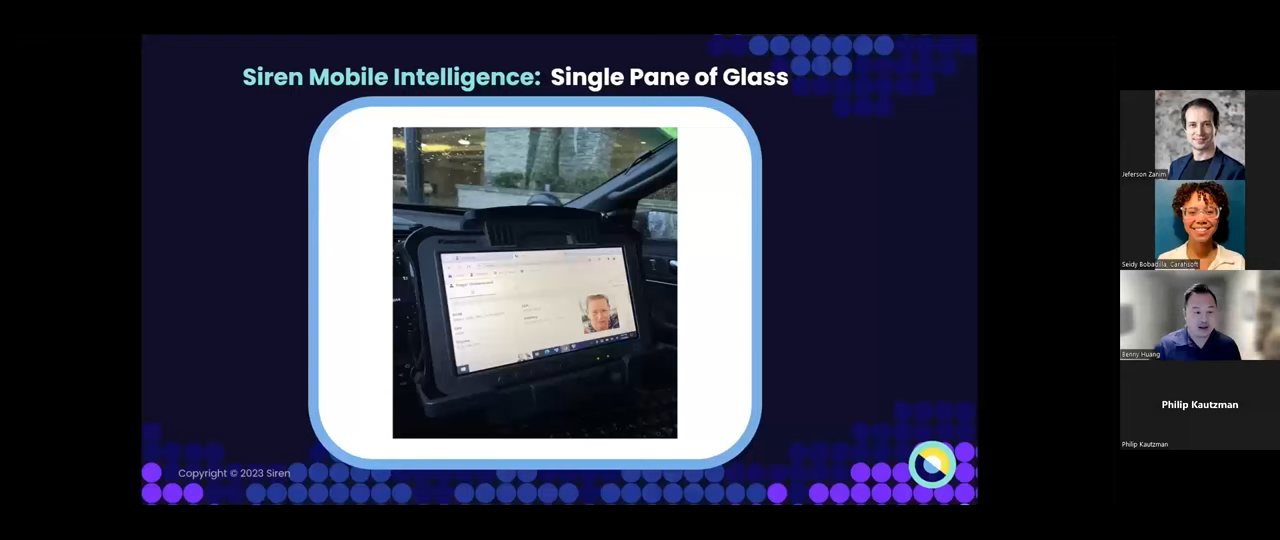 Siren Mobile Intelligence: Single Pane of Glass
Copyright © 2023 Siren
Jeferson Zanim
Seidy Bobadilla, Carahsoft
Benny Huang
Philip Kautzman
Philip Kautzman